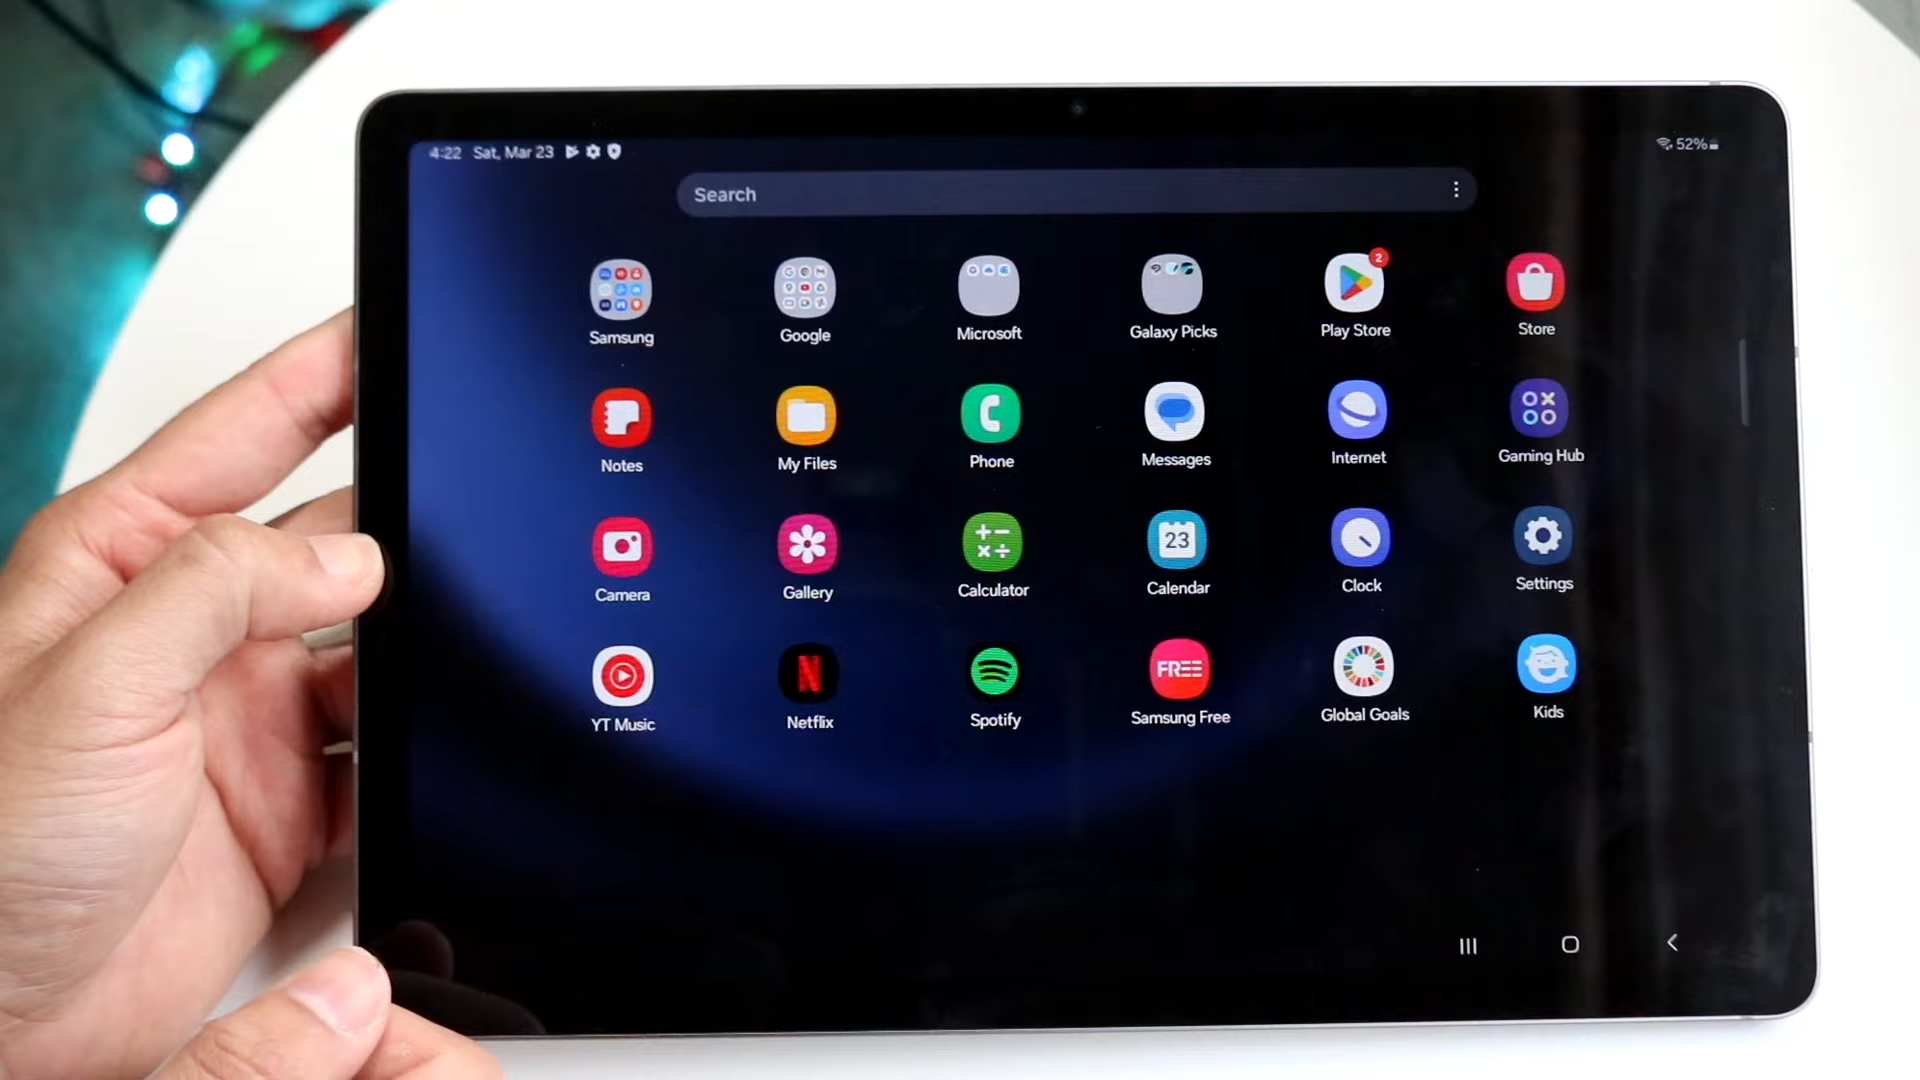 4:22 Sat, Mar 23
52%
Search
Samsung
Google
Microsoft
Galaxy Picks
2
Play Store
Store
Notes
My Files
Phone
Messages
Internet
Gaming Hub
23
Camera
Gallery
Calculator
Calendar
Clock
Settings
N
FREE
YT Music
Netflix
Spotify
Samsung Free
Global Goals
Kids